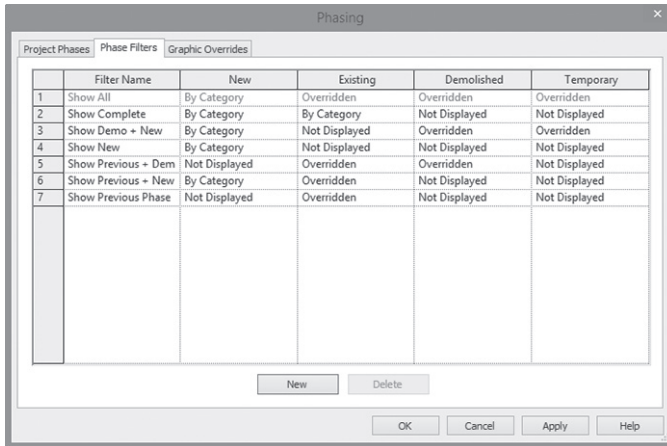 Phasing
Project Phases Phase Filters Graphic Overrides
Filter Name New Existing Demolished Temporary
1 Show All By Category Overridden Overridden Overridden
2 Show Complete By Category By Category Not Displayed Not Displayed
3 Show Demo + New By Category Not Displayed Overridden Overridden
4 Show New By Category Not Displayed Not Displayed Not Displayed
5 Show Previous + Dem Not Displayed Overridden Overridden Not Displayed
6 Show Previous + New By Category Overridden Not Displayed Not Displayed
7 Show Previous Phase Not Displayed Overridden Not Displayed Not Displayed
New Delete
OK Cancel Apply Help